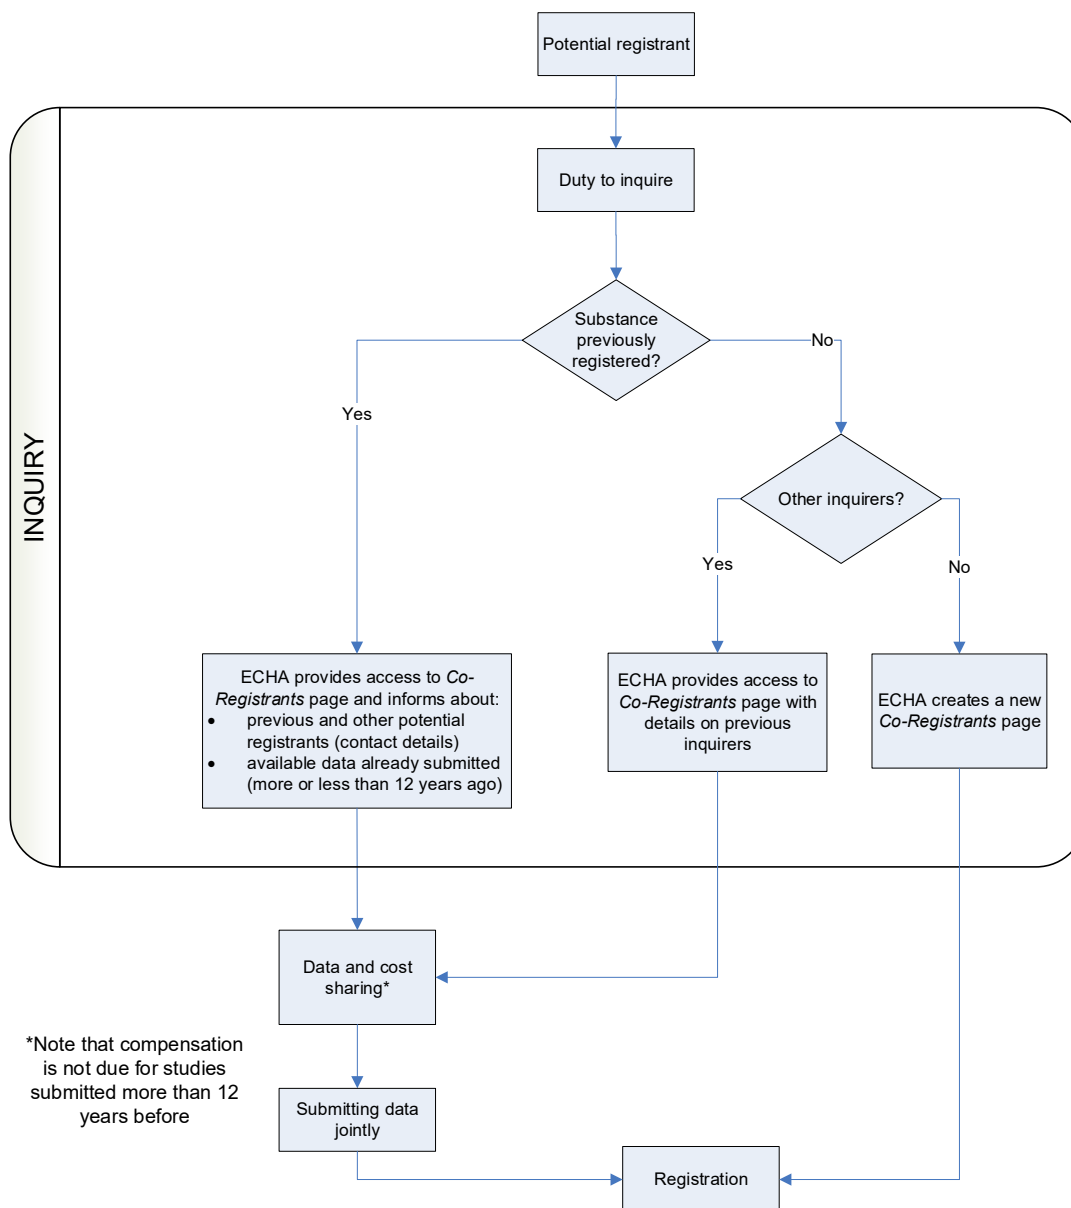 Potential registrant
Duty to inquire
Substance
previously
registered?
No
Yes
INQUIRY
Other inquirers?
Yes
No
ECHA provides access to Co-
Registrants page and informs about:
• previous and other potential
registrants (contact details)
• available data already submitted
(more or less than 12 years ago)
ECHA provides access to
Co-Registrants page with
details on previous
inquirers
ECHA creates a new
Co-Registrants page
Data and cost
sharing*
*Note that compensation
is not due for studies
submitted more than 12
years before
Submitting data
jointly
Registration